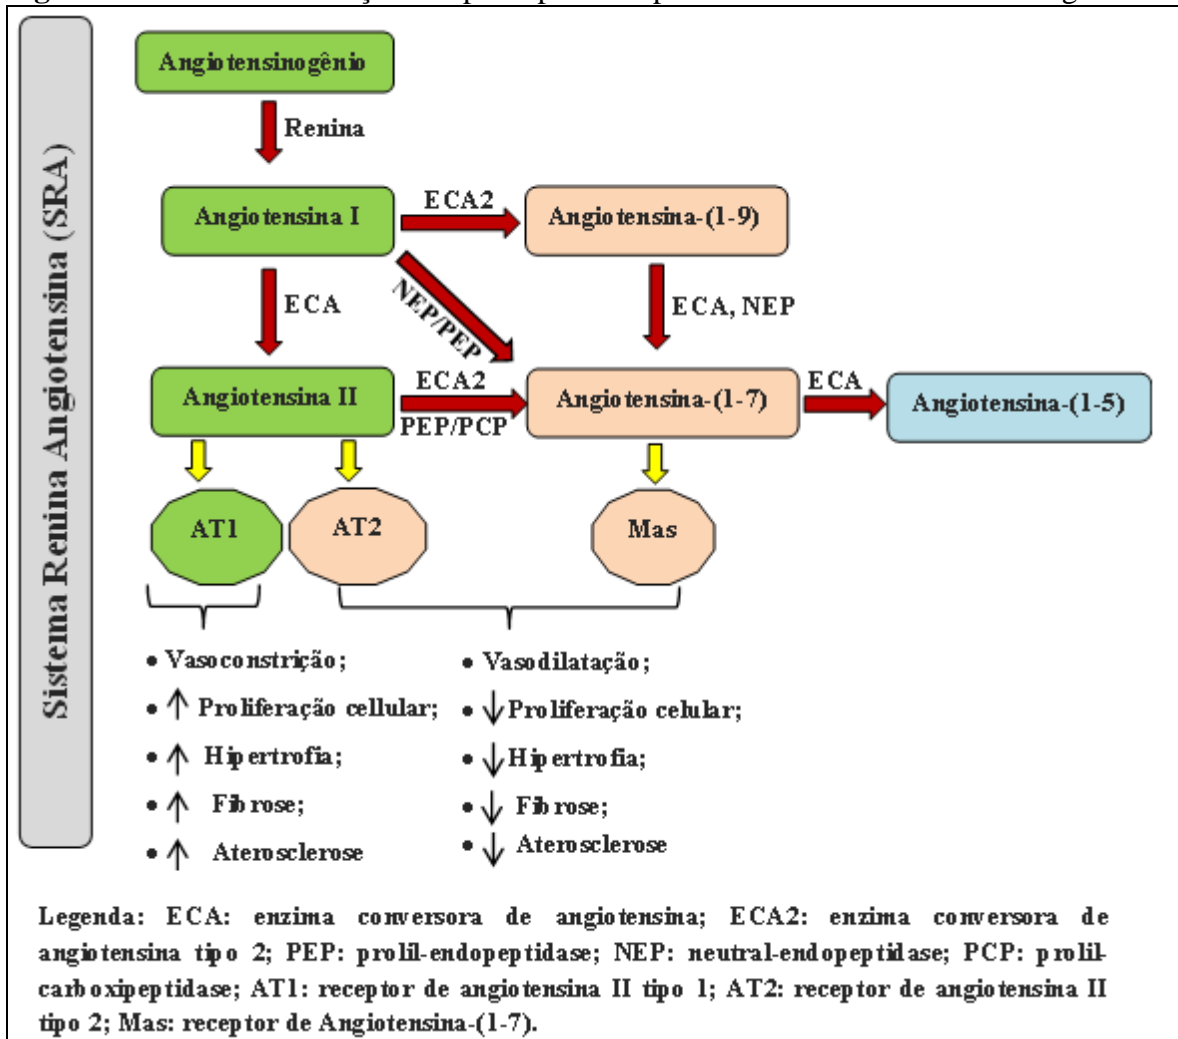 Sistema Renina Angiotensina (SRA)
Angiotensinogênio
Renina
Angiotensina I
ECA2
Angiotensina-(1-9)
ECA
NEP/PEP
ECA, NEP
Angiotensina II
ECA2
PEP/PCP
Angiotensina-(1-7)
ECA
Angiotensina-(1-5)
AT1
AT2
Mas
• Vasoconstrição;
• ↑ Proliferação cellular;
• ↑ Hipertrofia;
• ↑ Fibrose;
• ↑ Aterosclerose
• Vasodilatação;
• ↓ Proliferação celular;
• ↓ Hipertrofia;
• ↓ Fibrose;
• ↓ Aterosclerose
Legenda: ECA: enzima conversora de angiotensina; ECA2: enzima conversora de
angiotensina tipo 2; PEP: prolil-endopeptidase; NEP: neutral-endopeptidase; PCP: prolil-
carboxipeptidase; AT1: receptor de angiotensina II tipo 1; AT2: receptor de angiotensina II
tipo 2; Mas: receptor de Angiotensina-(1-7).